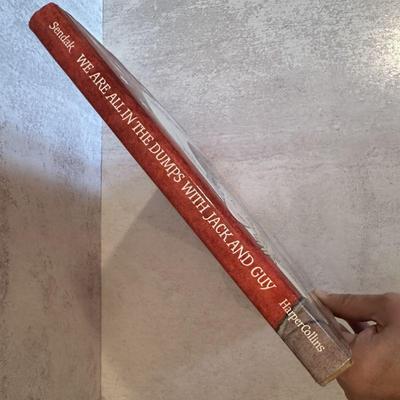 Sendak
WE ARE ALL IN THE DUMPS WITH JACK AND GUY
HarperCollins